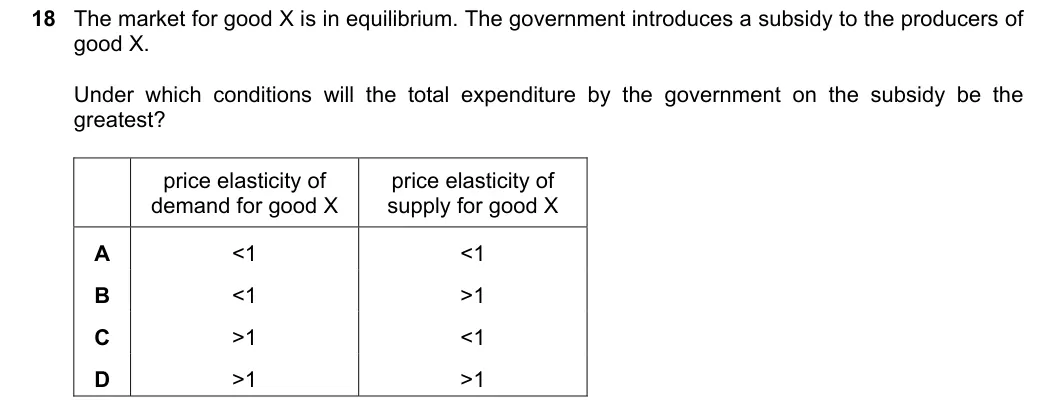 18 The market for good X is in equilibrium. The government introduces a subsidy to the producers of
good X.
Under which conditions will the total expenditure by the government on the subsidy be the
greatest?
price elasticity of demand for good X price elasticity of supply for good X
A <1 <1
B <1 >1
C >1 <1
D >1 >1